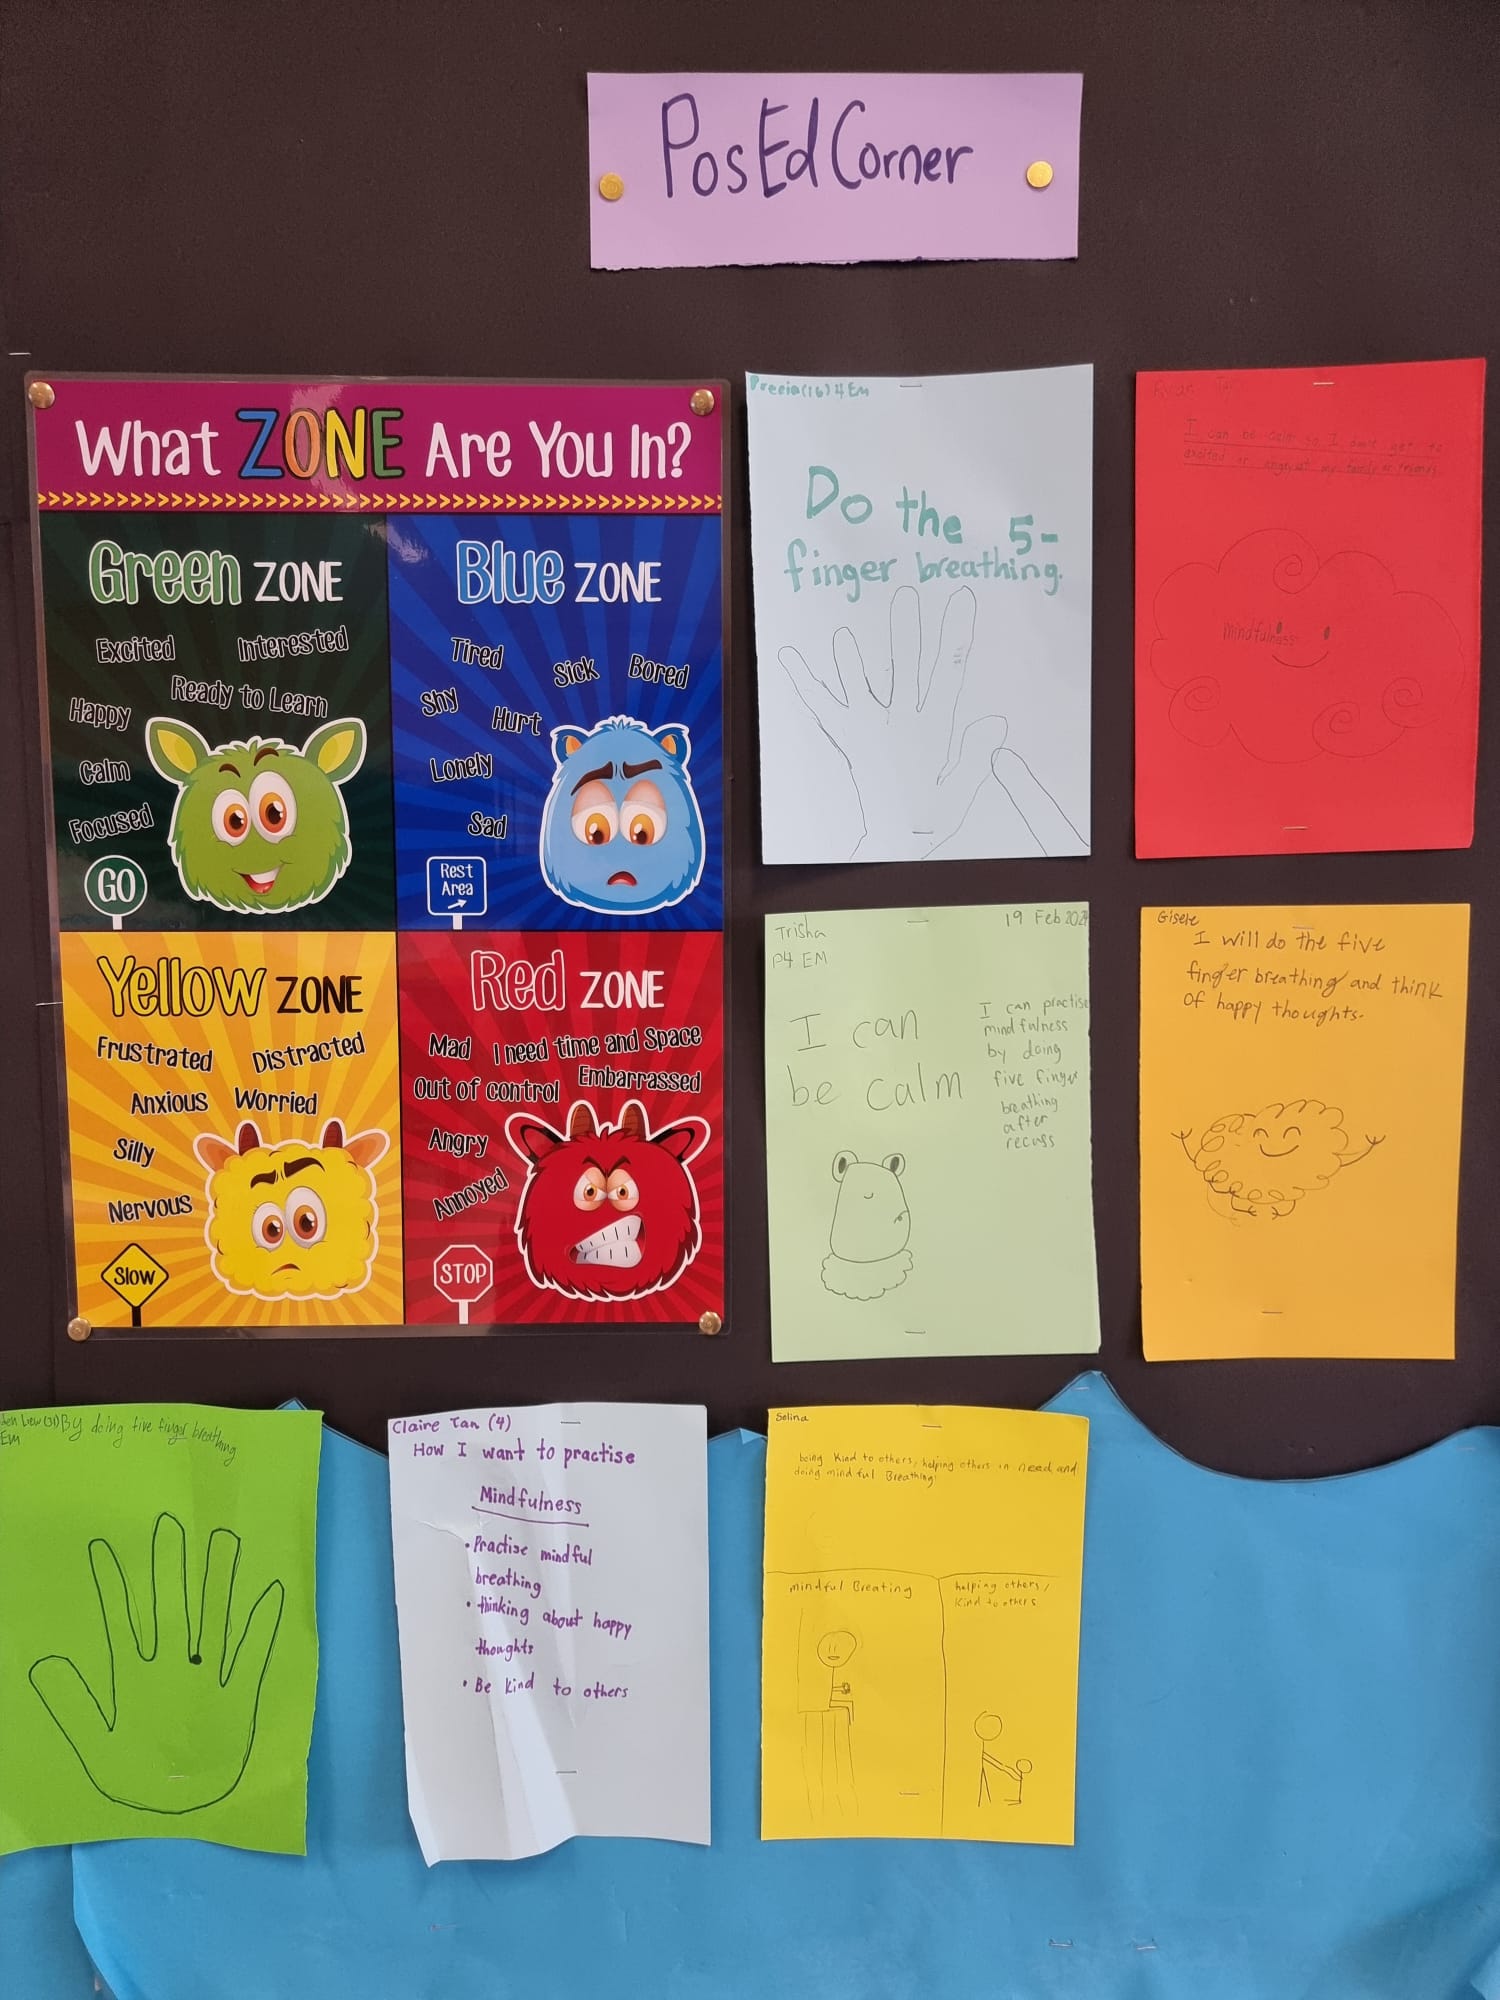 PosEd Corner
What ZONE Are You In?
Green ZONE
Excited
Interested
Ready to Learn
Happy
Calm
Focused
GO
Blue ZONE
Tired
Sick
Bored
Shy
Hurt
Lonely
Sad
Rest
Area
Yellow ZONE
Frustrated
Distracted
Anxious
Worried
Silly
Nervous
Slow
Red ZONE
Mad
I need time and Space
Out of control
Embarrassed
Angry
Annoyed
STOP
(16) 4 Em
Do the 5-
finger breathing.
I can be calm so I don't get to
excited or angry at my family or friends.
mindfulness
Trisha
19 Feb 2024
P4 EM
I can
be calm
I can practise
mindfulness
by doing
five finger
breathing
after
recuss
Gisele
I will do the five
finger breathing and think
of happy thoughts.
(31) By doing five finger breathing
Em
Claire Tan (4)
How I want to practise
Mindfulness
• Practise mindful
breathing
• thinking about happy
thoughts
• Be kind to others
Selina
being kind to others, helping others in need and
doing mindful Breathing.
mindful Breating
helping others/
kind to others